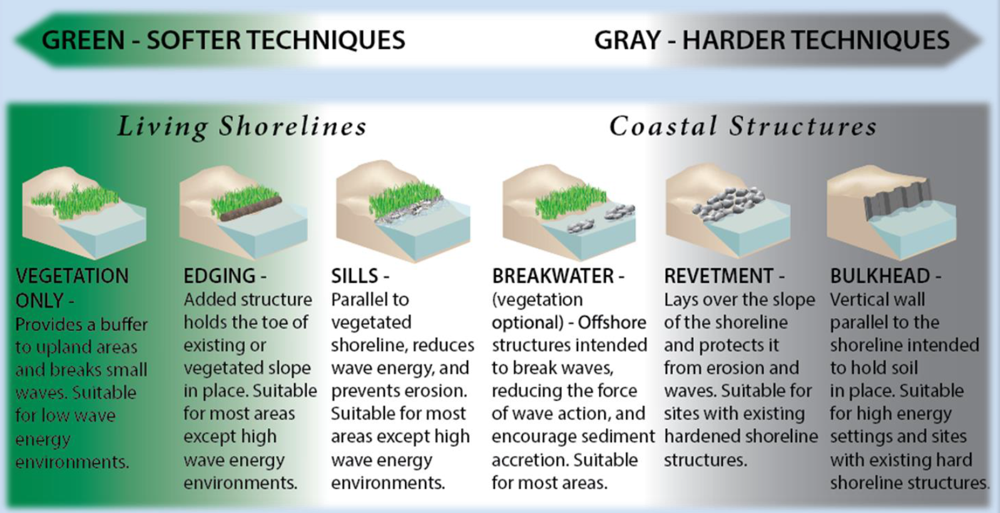 GREEN - SOFTER TECHNIQUES
GRAY - HARDER TECHNIQUES
Living Shorelines
Coastal Structures
VEGETATION
ONLY -
Provides a buffer
to upland areas
and breaks small
waves. Suitable
for low wave
energy
environments.
EDGING -
Added structure
holds the toe of
existing or
vegetated slope
in place. Suitable
for most areas
except high
wave energy
environments.
SILLS -
Parallel to
vegetated
shoreline, reduces
wave energy, and
prevents erosion.
Suitable for most
areas except high
wave energy
environments.
BREAKWATER -
(vegetation
optional) - Offshore
structures intended
to break waves,
reducing the force
of wave action, and
encourage sediment
accretion. Suitable
for most areas.
REVETMENT -
Lays over the slope
of the shoreline
and protects it
from erosion and
waves. Suitable for
sites with existing
hardened shoreline
structures.
BULKHEAD -
Vertical wall
parallel to the
shoreline intended
to hold soil
in place. Suitable
for high energy
settings and sites
with existing hard
shoreline structures.